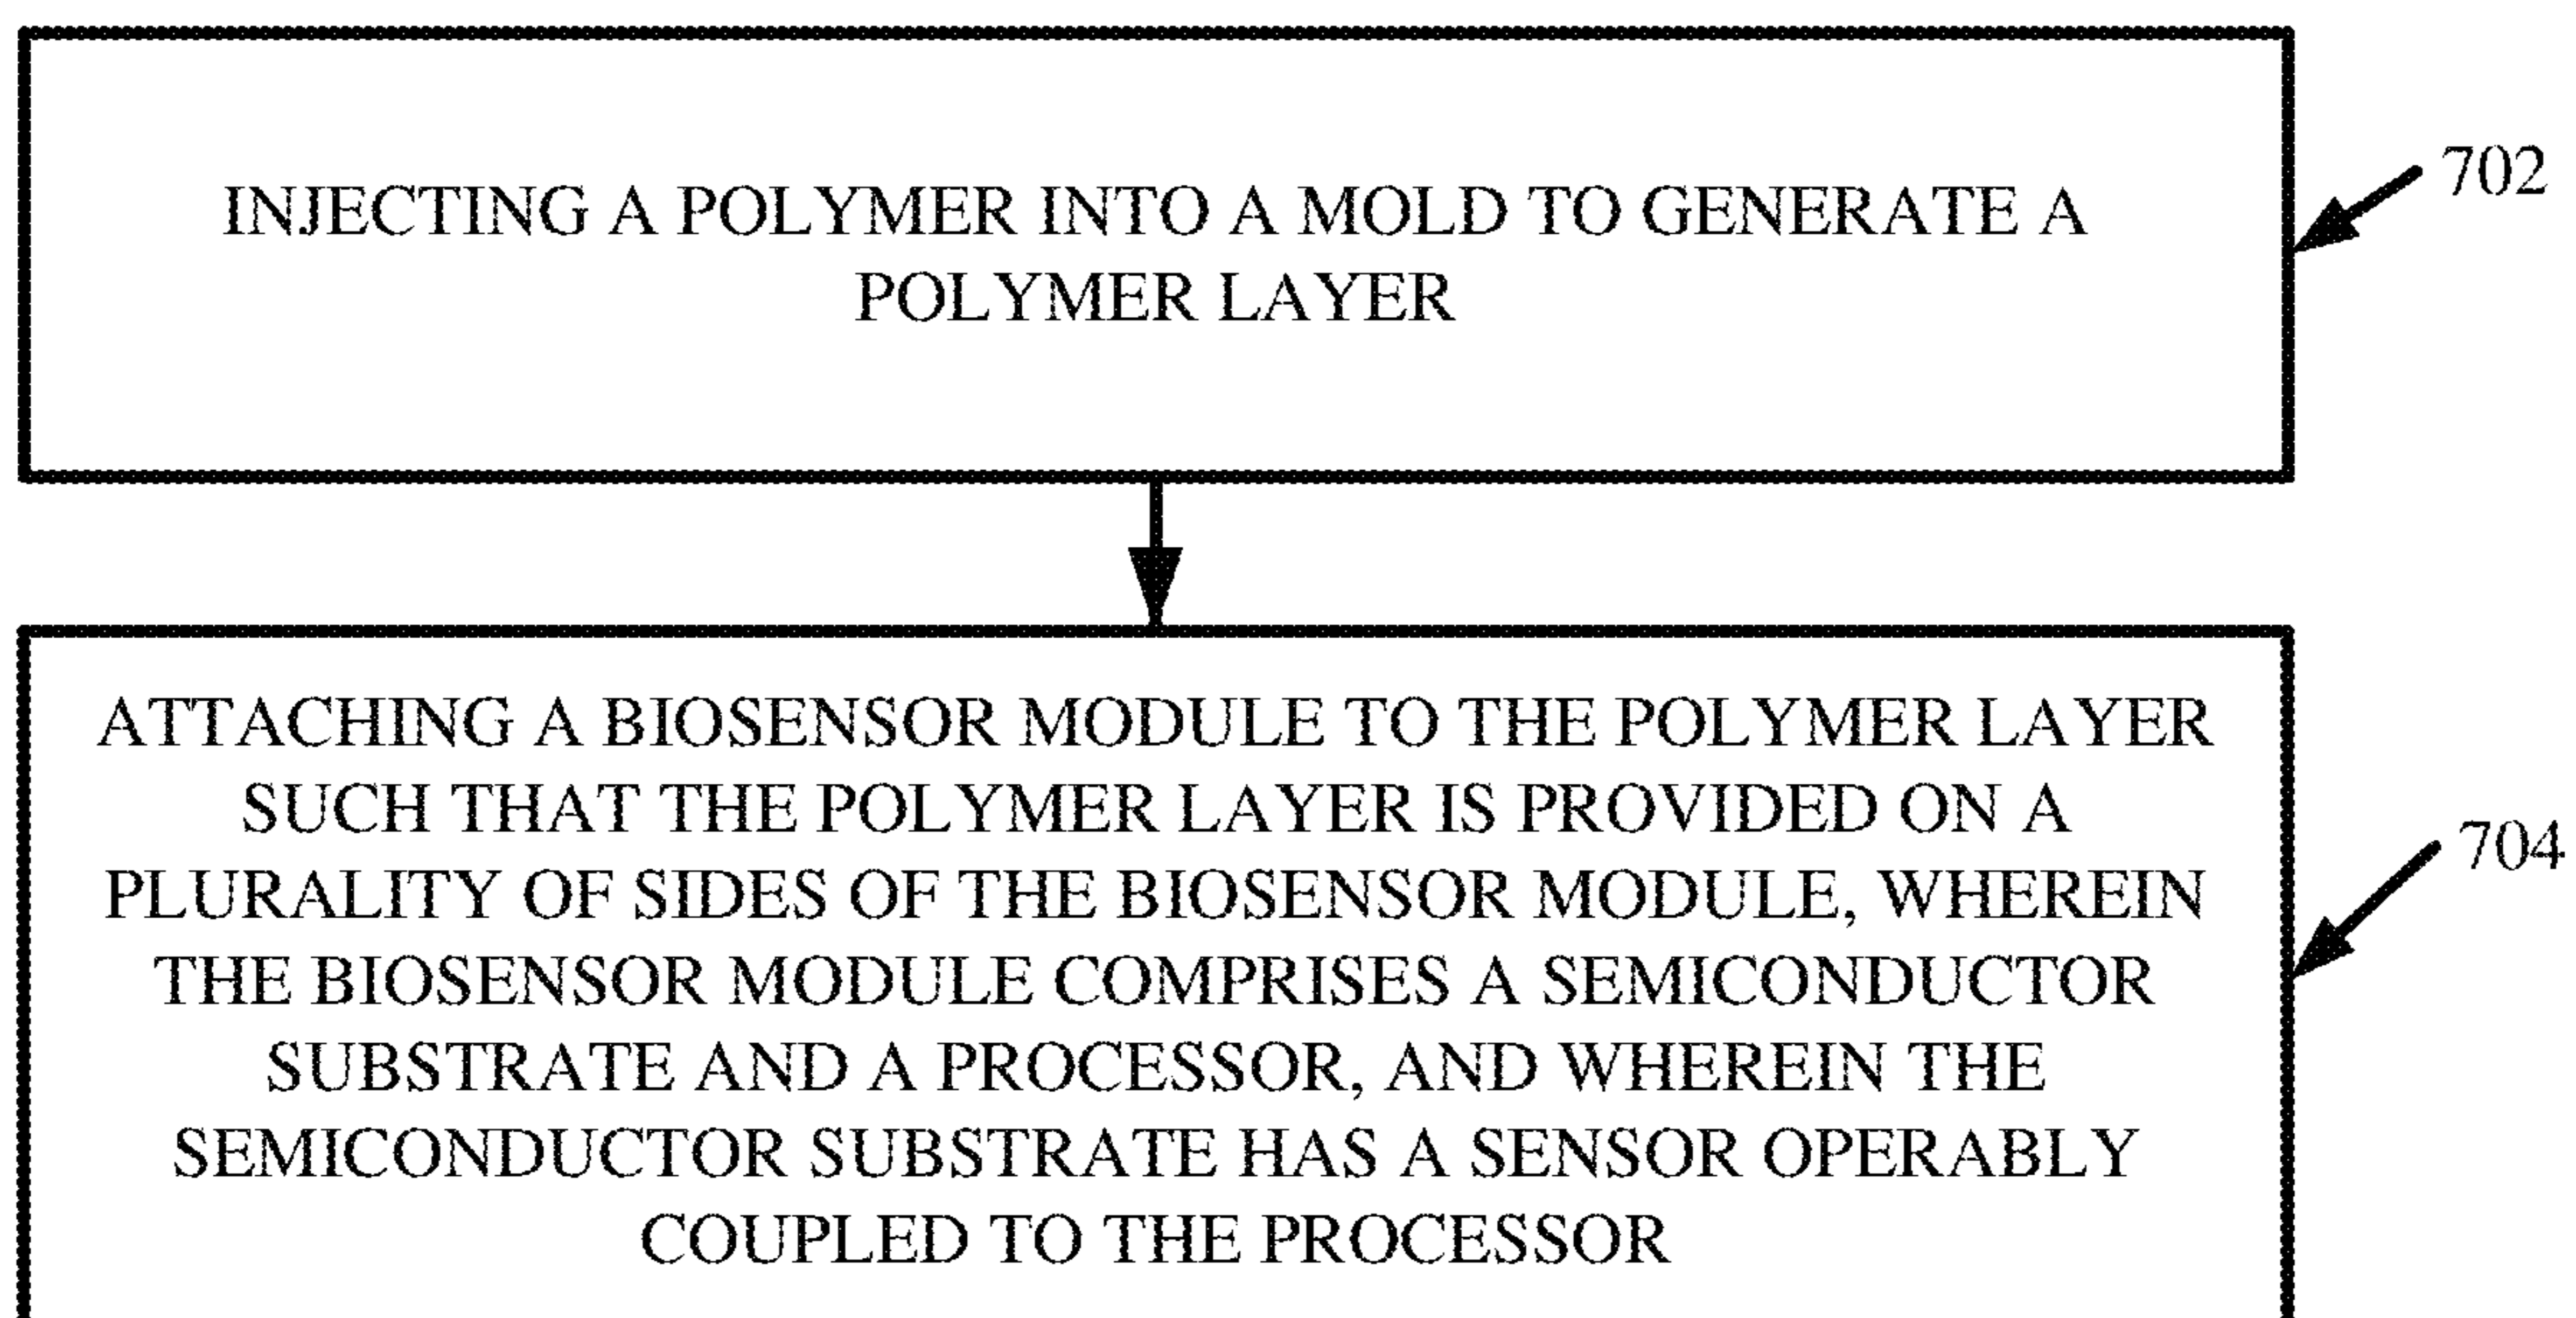 INJECTING A POLYMER INTO A MOLD TO GENERATE A
POLYMER LAYER
702
ATTACHING A BIOSENSOR MODULE TO THE POLYMER LAYER
SUCH THAT THE POLYMER LAYER IS PROVIDED ON A
PLURALITY OF SIDES OF THE BIOSENSOR MODULE, WHEREIN
THE BIOSENSOR MODULE COMPRISES A SEMICONDUCTOR
SUBSTRATE AND A PROCESSOR, AND WHEREIN THE
SEMICONDUCTOR SUBSTRATE HAS A SENSOR OPERABLY
COUPLED TO THE PROCESSOR
704